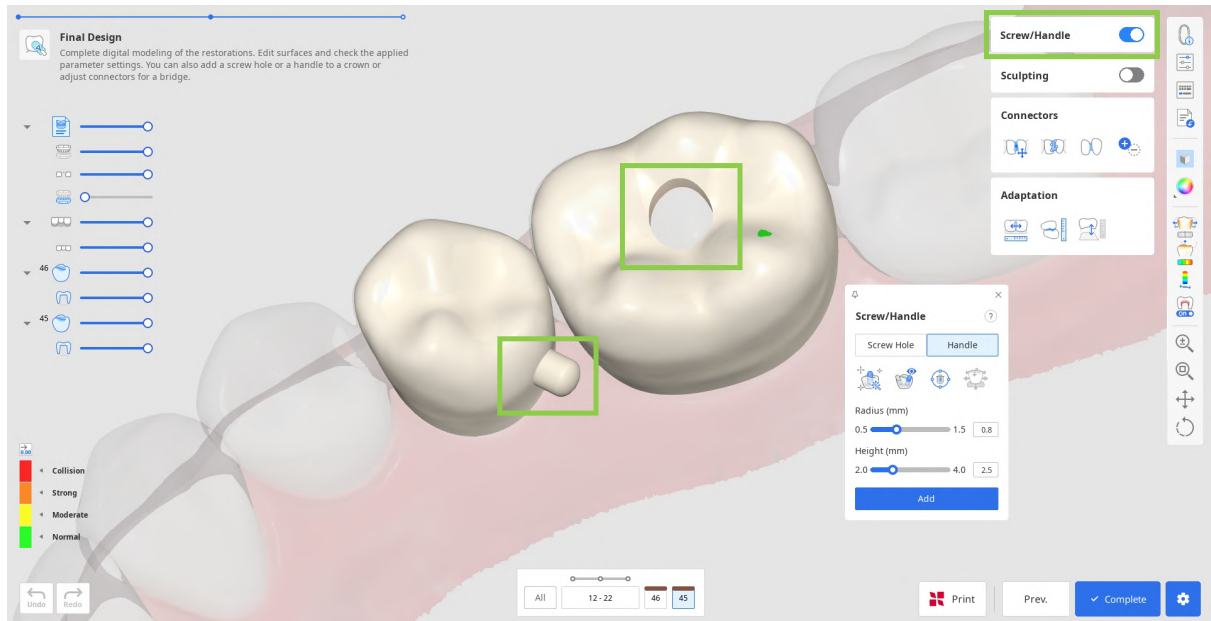 Final Design
Complete digital modeling of the restorations. Edit surfaces and check the applied
parameter settings. You can also add a screw hole or a handle to a crown or
adjust connectors for a bridge.
46
45
0.00
Collision
Strong
Moderate
Normal
Undo
Redo
Screw/Handle
Sculpting
Connectors
Adaptation
ON
Screw/Handle
?
Screw Hole
Handle
Radius (mm)
0.5
1.5
0.8
Height (mm)
2.0
4.0
2.5
Add
All
12 - 22
46
45
Print
Prev.
Complete